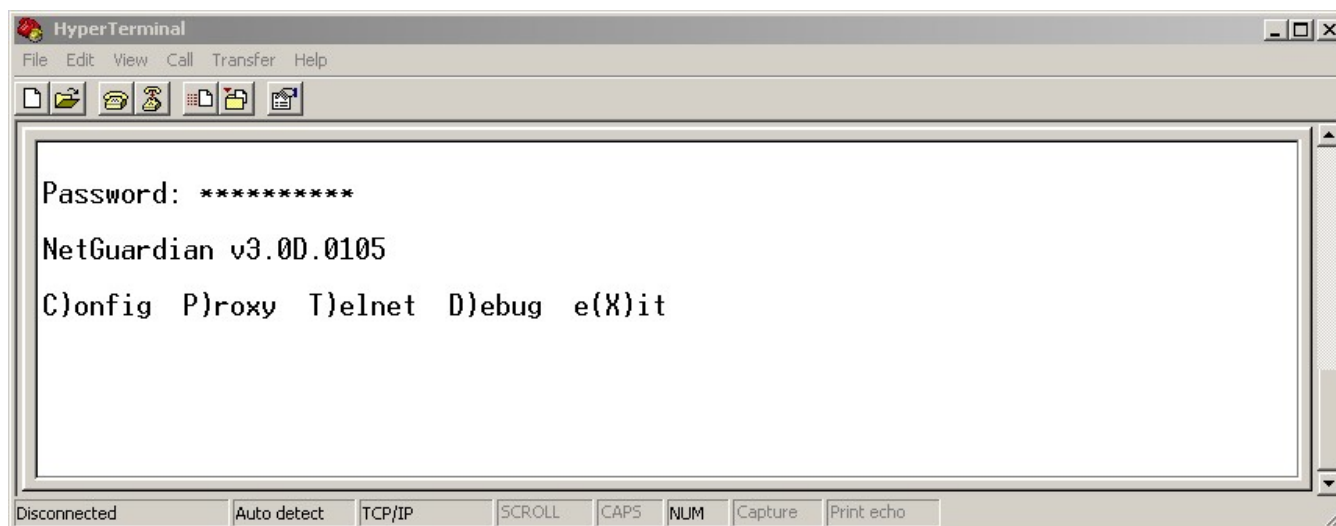 HyperTerminal
File Edit View Call Transfer Help
Password: **********
NetGuardian v3.0D.0105
C)onfig P)roxy T)elnet D)ebug e(X)it
Disconnected Auto detect TCP/IP SCROLL CAPS NUM Capture Print echo